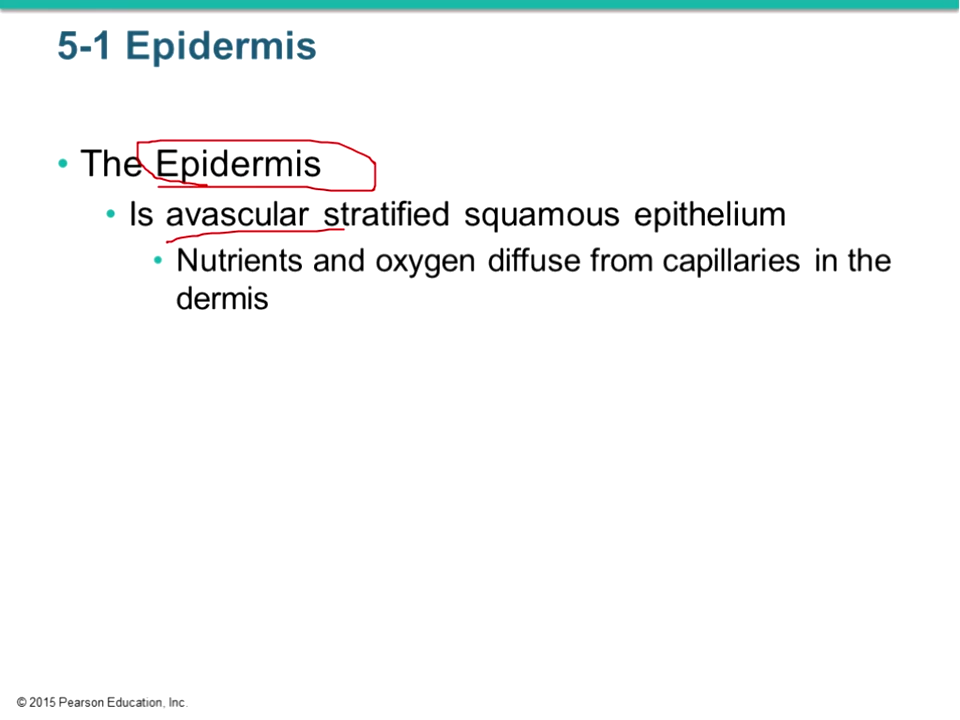 5-1 Epidermis
• The Epidermis
• Is avascular stratified squamous epithelium
• Nutrients and oxygen diffuse from capillaries in the
dermis
© 2015 Pearson Education, Inc.